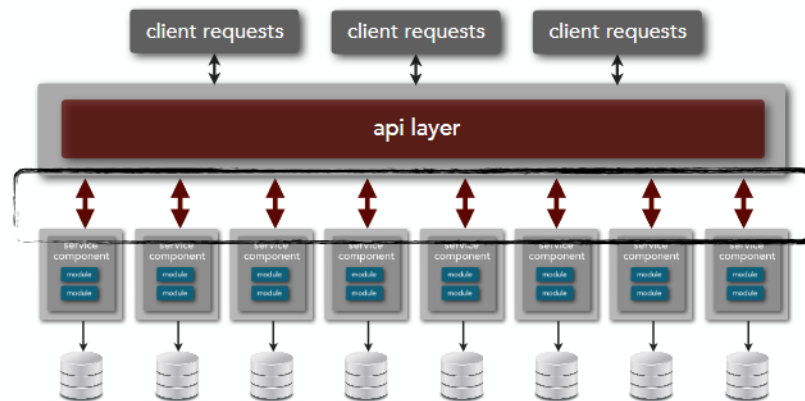 client requests
client requests
client requests
api layer
service
component
module
module
service
component
module
module
service
component
module
module
service
component
module
module
service
component
module
module
service
component
module
module
service
component
module
module
service
component
module
module